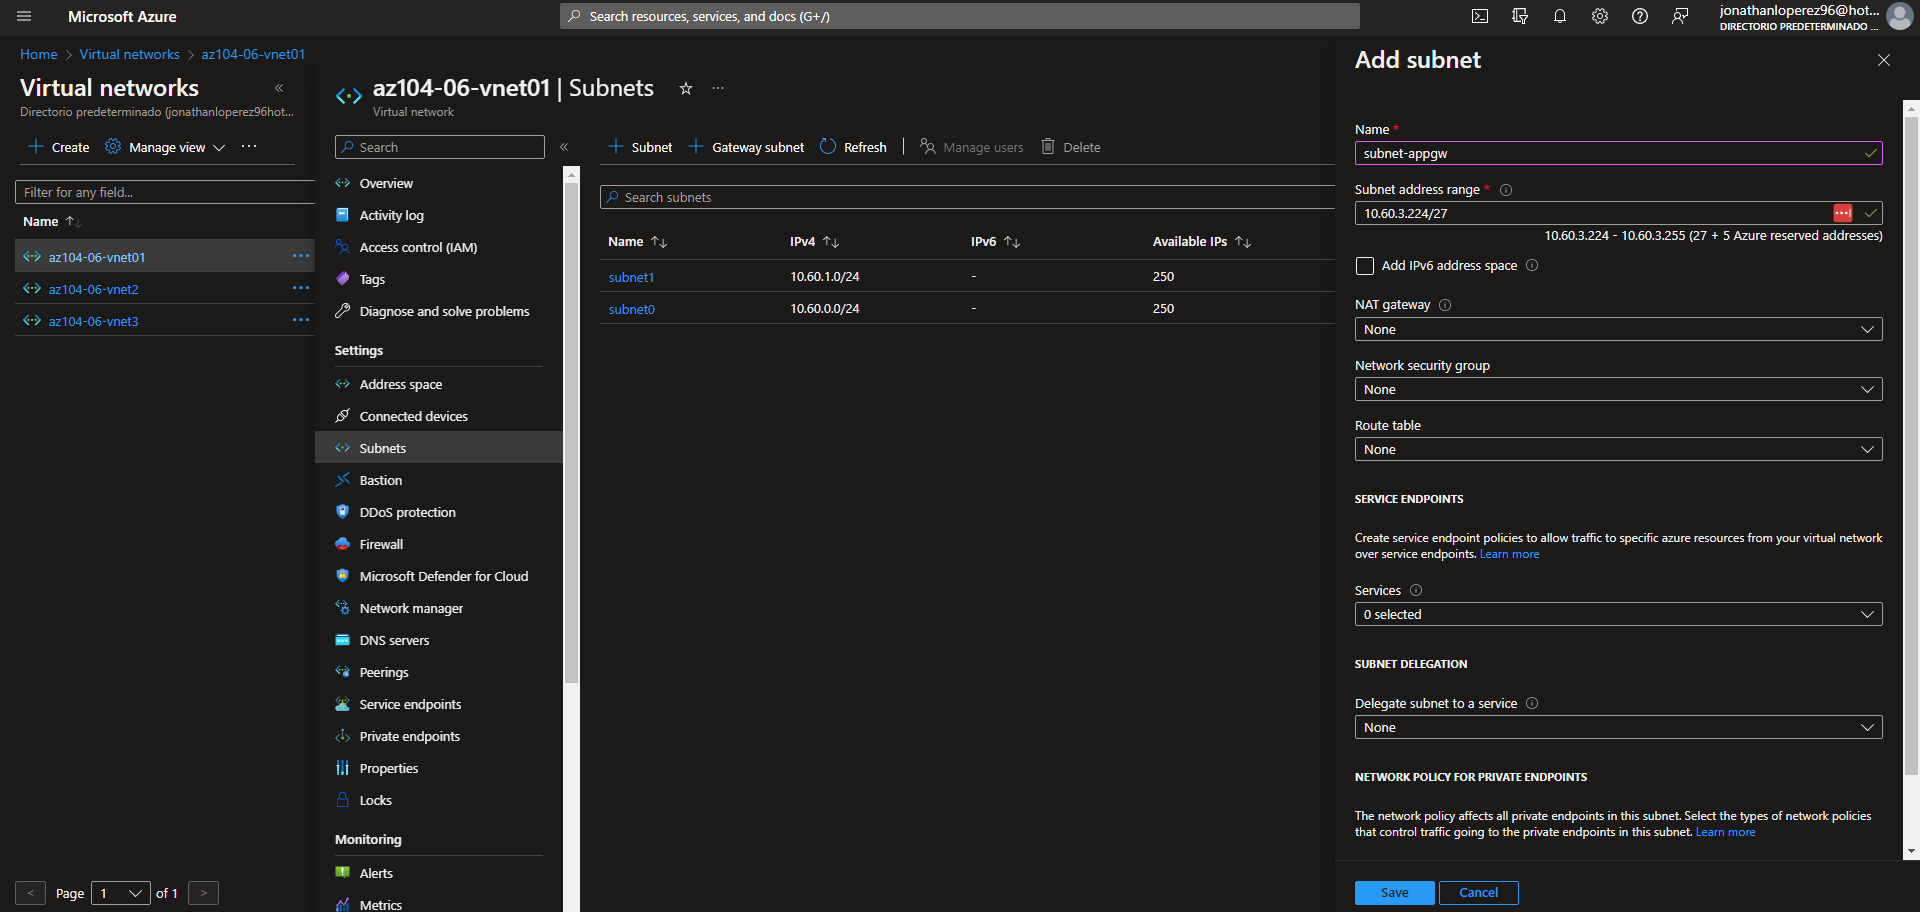 Microsoft Azure
Search resources, services, and docs (G+/)
jonathanloperez96@hot...
DIRECTORIO PREDETERMINADO ...
Home > Virtual networks > az104-06-vnet01
Virtual networks
Directorio predeterminado (jonathanloperez96hot...
Create
Manage view
Filter for any field...
Name
az104-06-vnet01
az104-06-vnet2
az104-06-vnet3
< Page 1 of 1 >
az104-06-vnet01 | Subnets
Virtual network
Search
Overview
Activity log
Access control (IAM)
Tags
Diagnose and solve problems
Settings
Address space
Connected devices
Subnets
Bastion
DDoS protection
Firewall
Microsoft Defender for Cloud
Network manager
DNS servers
Peerings
Service endpoints
Private endpoints
Properties
Locks
Monitoring
Alerts
Metrics
Subnet
Gateway subnet
Refresh
Manage users
Delete
Search subnets
Name IPv4 IPv6 Available IPs
subnet1 10.60.1.0/24 - 250
subnet0 10.60.0.0/24 - 250
Add subnet
Name *
subnet-appgw
Subnet address range *
10.60.3.224/27
10.60.3.224 - 10.60.3.255 (27 + 5 Azure reserved addresses)
Add IPv6 address space
NAT gateway
None
Network security group
None
Route table
None
SERVICE ENDPOINTS
Create service endpoint policies to allow traffic to specific azure resources from your virtual network
over service endpoints. Learn more
Services
0 selected
SUBNET DELEGATION
Delegate subnet to a service
None
NETWORK POLICY FOR PRIVATE ENDPOINTS
The network policy affects all private endpoints in this subnet. Select the types of network policies
that control traffic going to the private endpoints in this subnet. Learn more
Save
Cancel